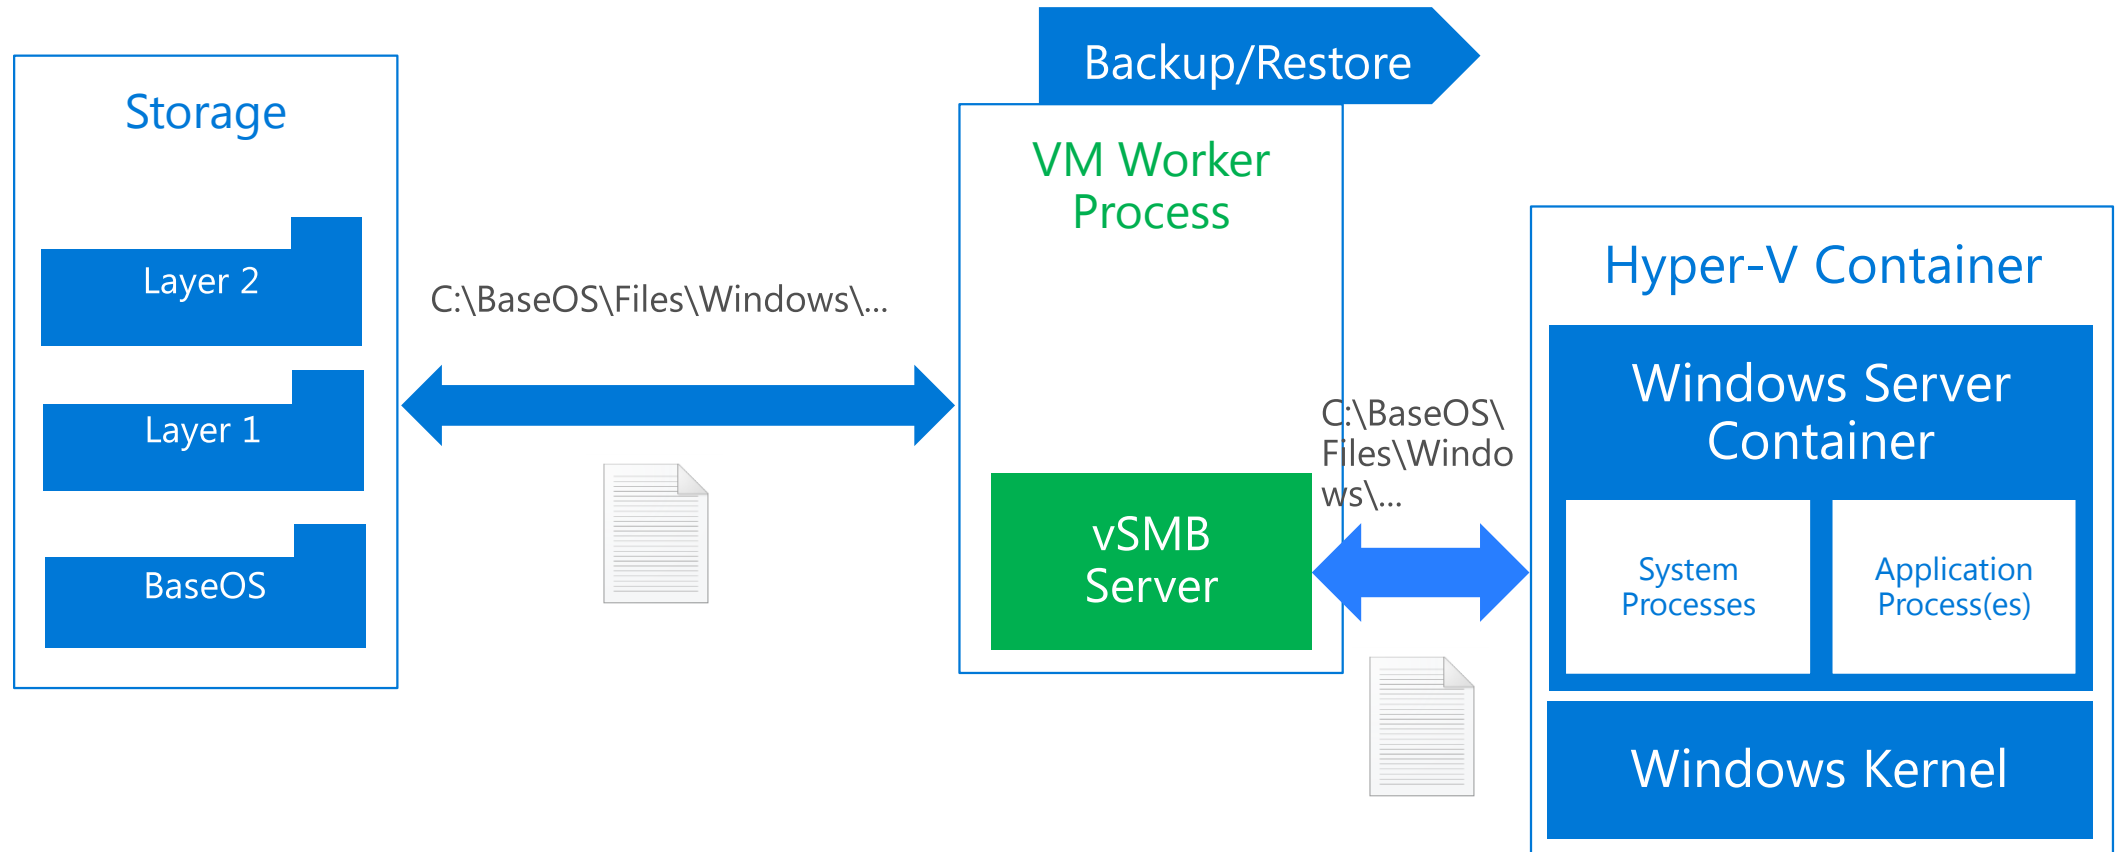 Backup/Restore
Storage
Layer 2
Layer 1
BaseOS
C:\BaseOS\Files\Windows\...
VM Worker
Process
vSMB
Server
C:\BaseOS\
Files\Windo
ws\...
Hyper-V Container
Windows Server
Container
System
Processes
Application
Process(es)
Windows Kernel